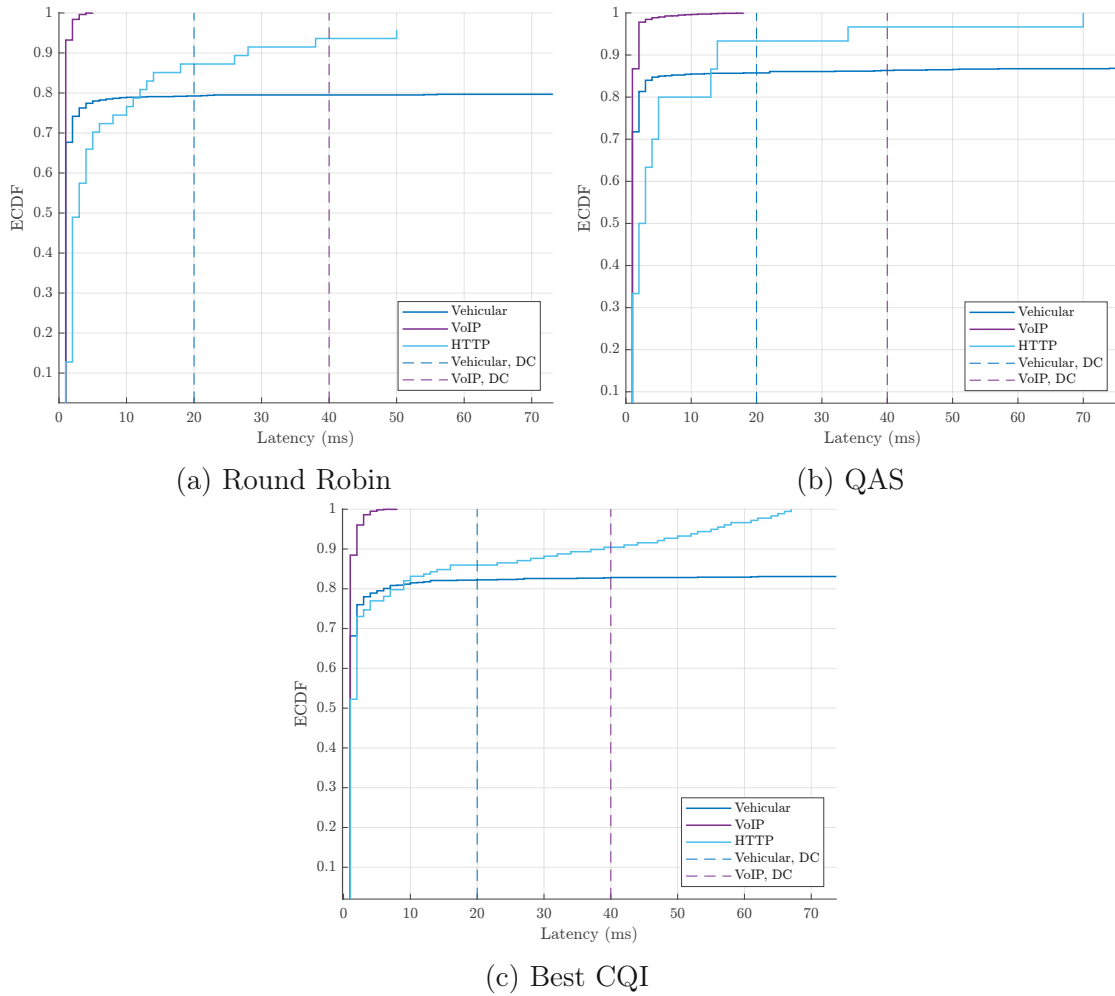 1
0.9
0.8
0.7
0.6
0.5
0.4
0.3
0.2
0.1
ECDF
0 10 20 30 40 50 60 70
Latency (ms)
Vehicular
VoIP
HTTP
Vehicular, DC
VoIP, DC
(a) Round Robin
1
0.9
0.8
0.7
0.6
0.5
0.4
0.3
0.2
0.1
ECDF
0 10 20 30 40 50 60 70
Latency (ms)
Vehicular
VoIP
HTTP
Vehicular, DC
VoIP, DC
(b) QAS
1
0.9
0.8
0.7
0.6
0.5
0.4
0.3
0.2
0.1
ECDF
0 10 20 30 40 50 60 70
Latency (ms)
Vehicular
VoIP
HTTP
Vehicular, DC
VoIP, DC
(c) Best CQI